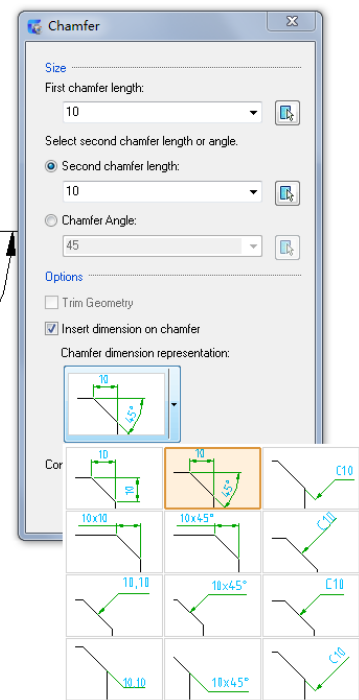 Chamfer
Size
First chamfer length:
10
Select second chamfer length or angle.
Second chamfer length:
10
Chamfer Angle:
45
Options
Trim Geometry
Insert dimension on chamfer
Chamfer dimension representation:
10
45°
Cor
10
10
10
45°
C10
10x10
10x45°
C10
10,10
10x45°
C10
10,10
10x45°
C10